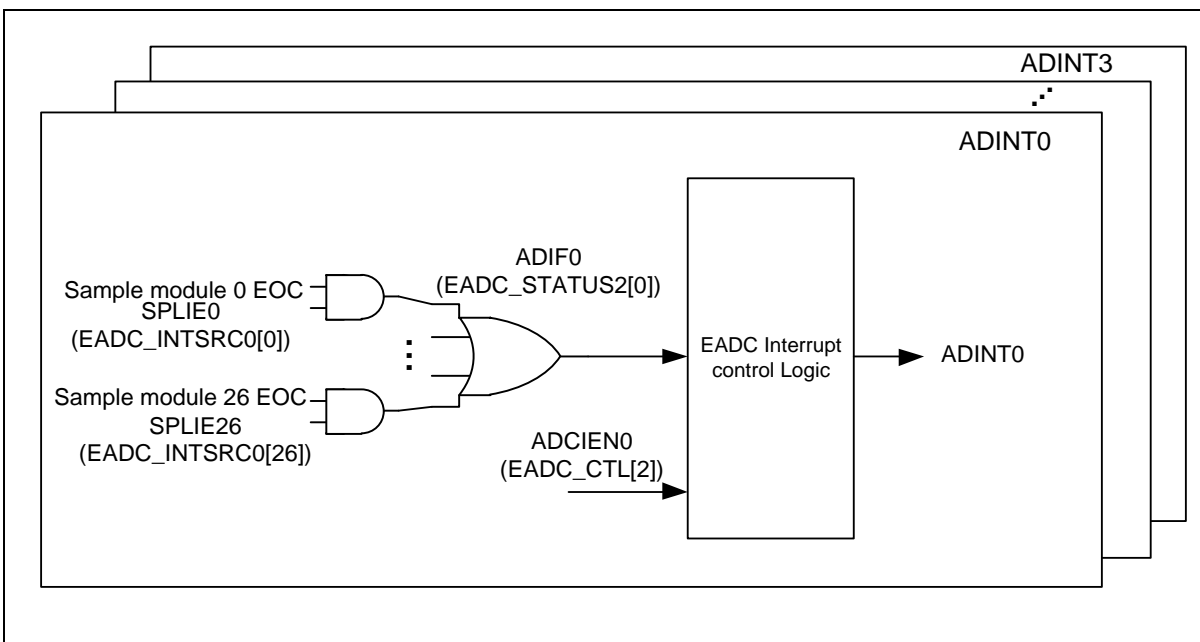 ADINT3
ADINT0
ADIF0
(EADC_STATUS2[0])
Sample module 0 EOC
SPLIE0
(EADC_INTSRC0[0])
EADC Interrupt
control Logic
ADINT0
Sample module 26 EOC
SPLIE26
(EADC_INTSRC0[26])
ADCIEN0
(EADC_CTL[2])